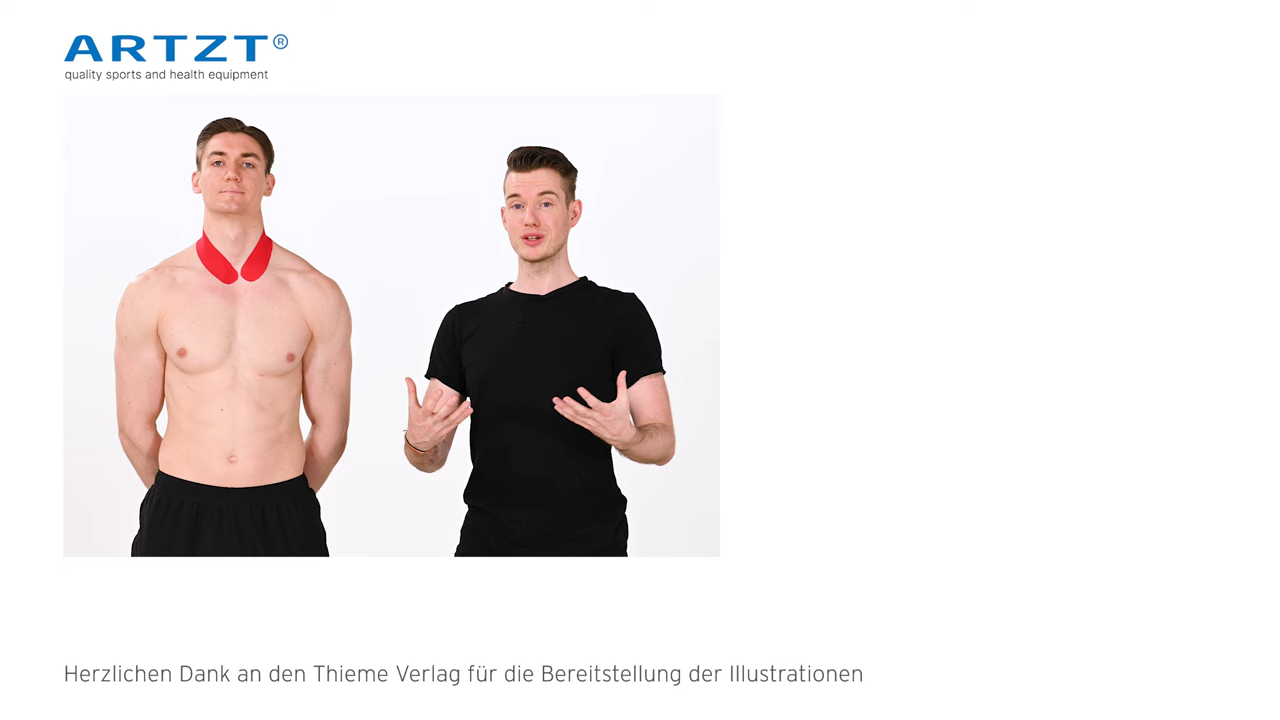 ARTZT®
quality sports and health equipment
Herzlichen Dank an den Thieme Verlag für die Bereitstellung der Illustrationen